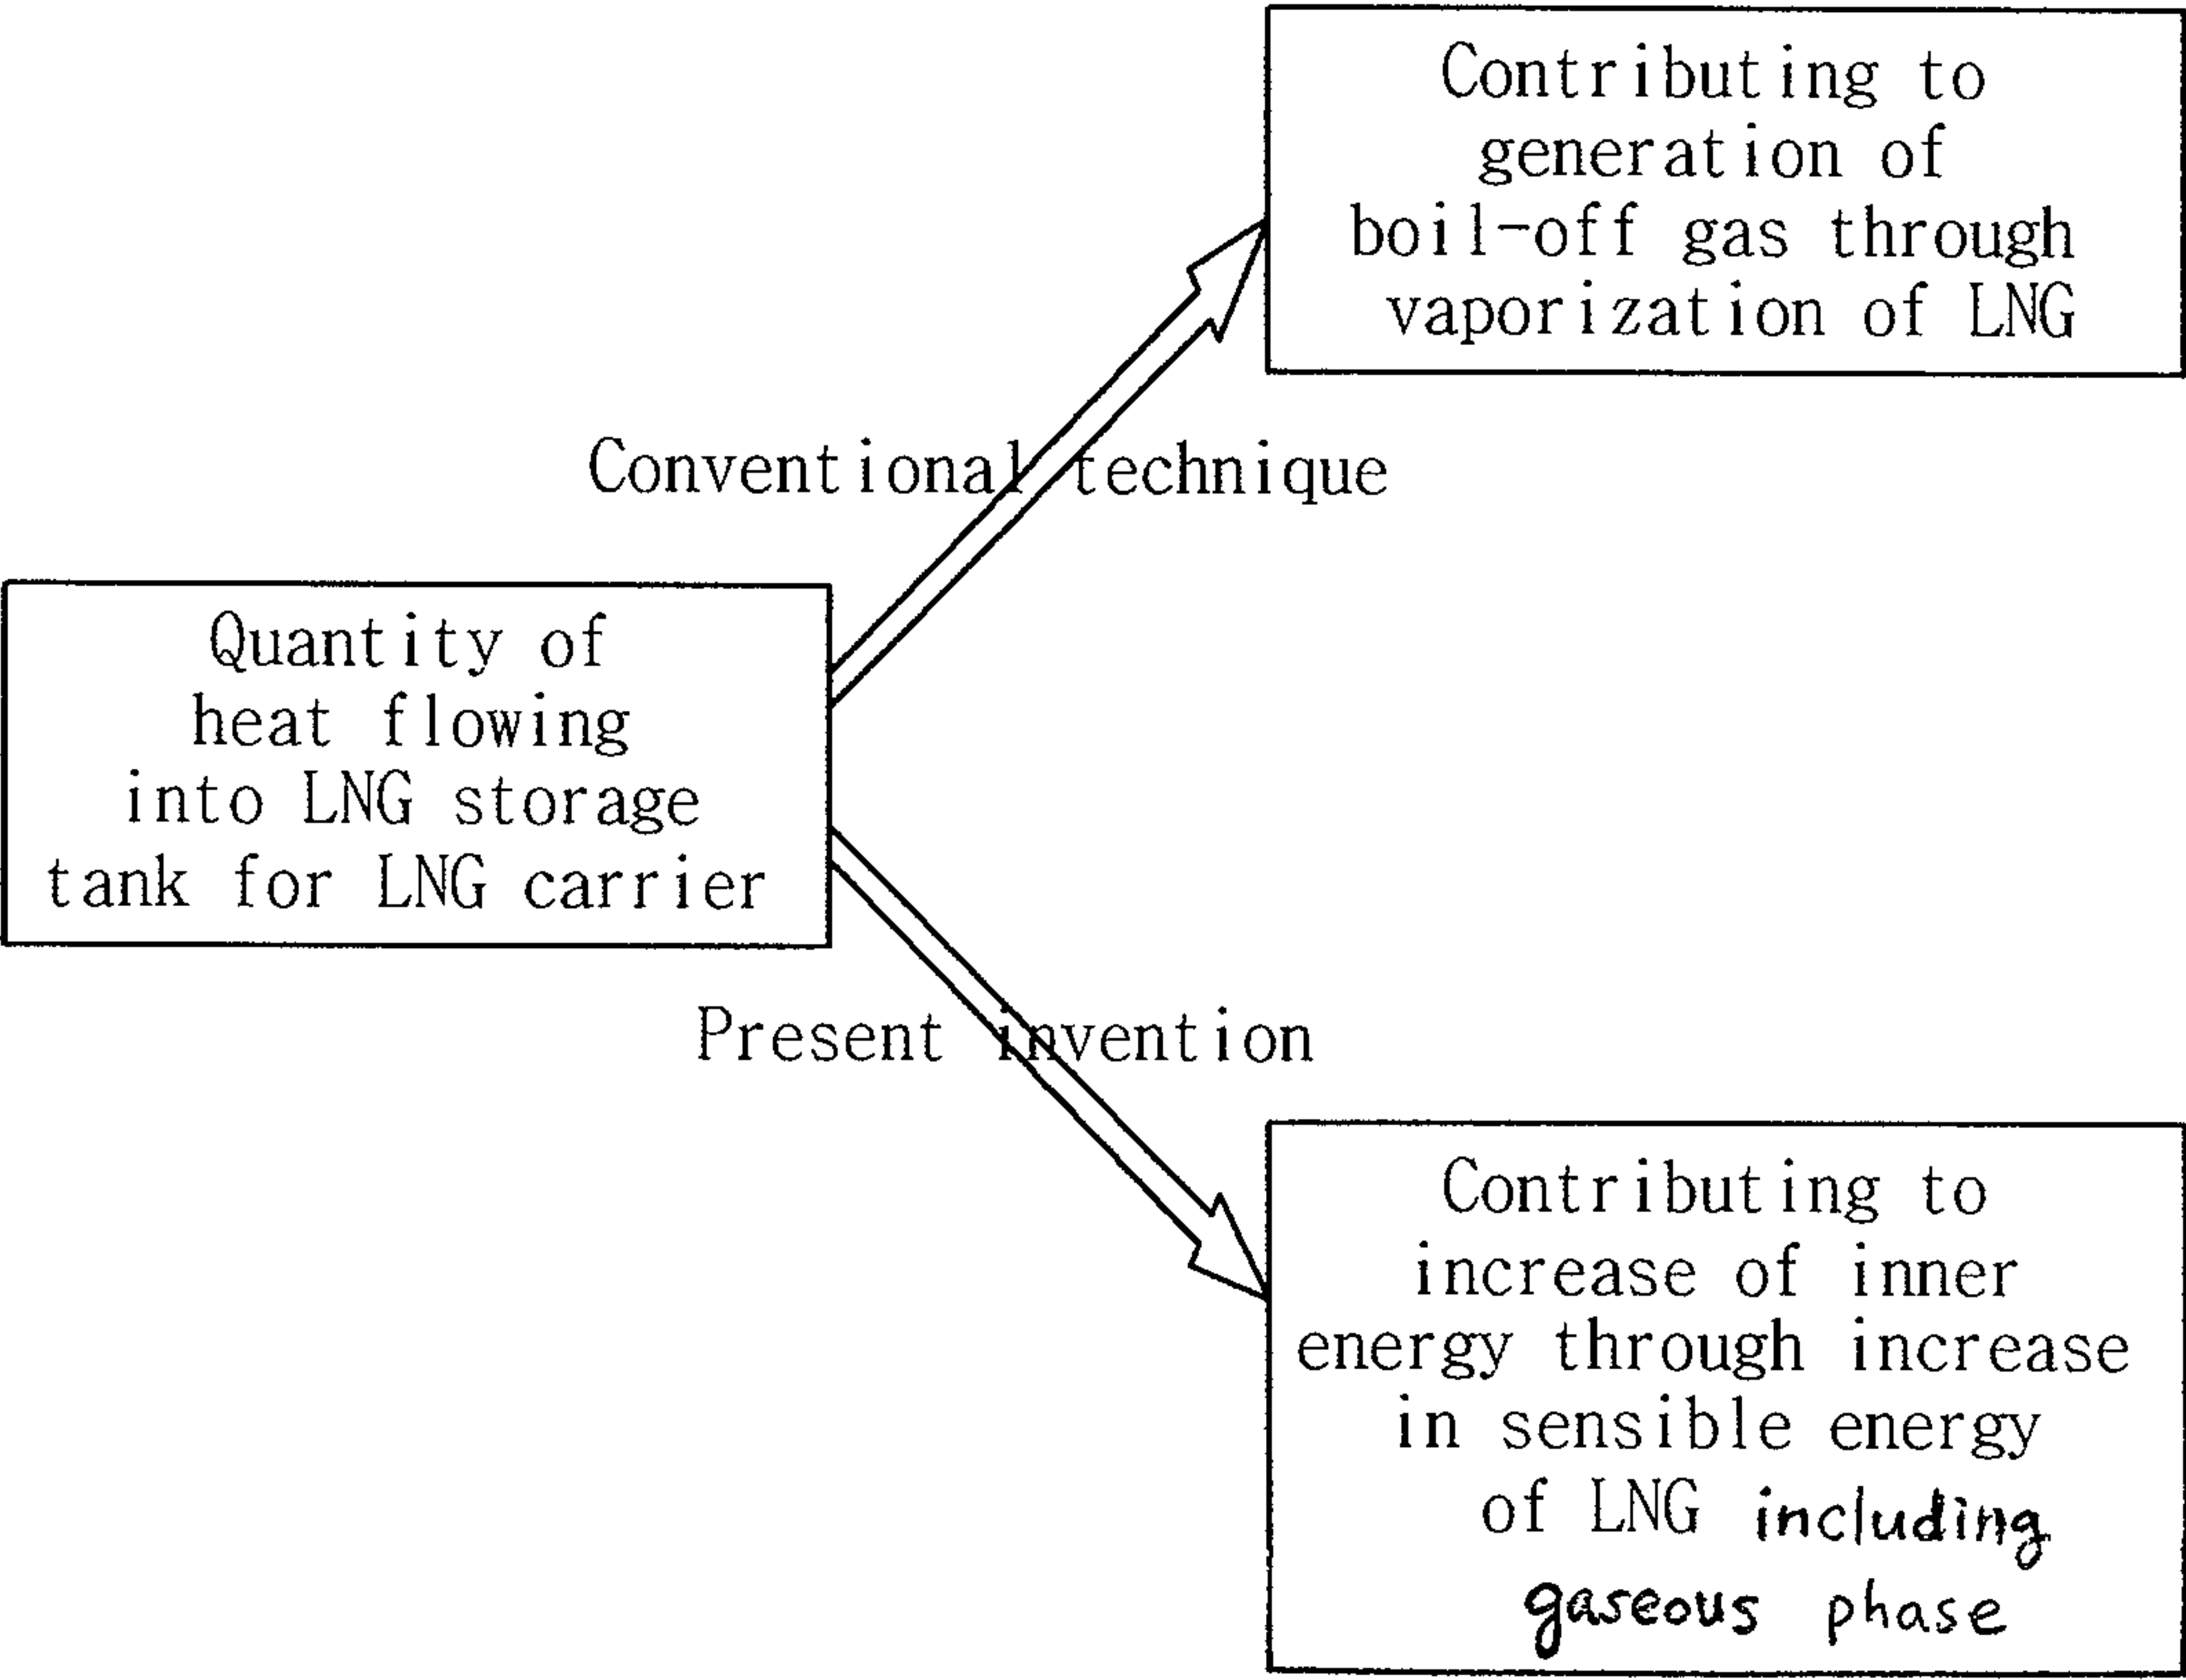 Contributing to
generation of
boil-off gas through
vaporization of LNG
Conventional technique
Quantity of
heat flowing
into LNG storage
tank for LNG carrier
Present invention
Contributing to
increase of inner
energy through increase
in sensible energy
of LNG including
gaseous phase